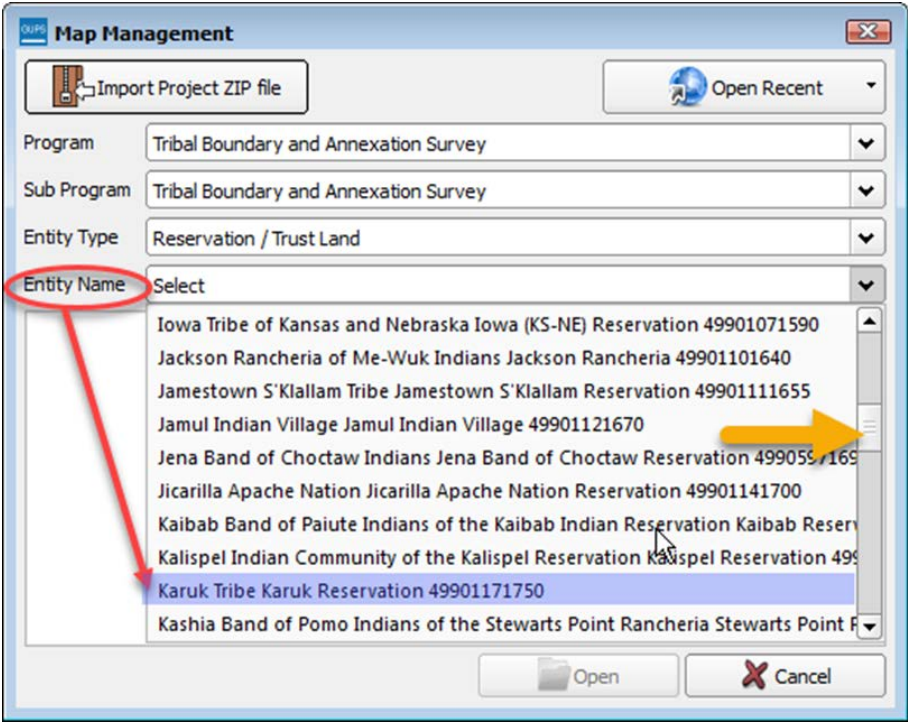 GUPS Map Management
Import Project ZIP file
Open Recent
Program
Tribal Boundary and Annexation Survey
Sub Program
Tribal Boundary and Annexation Survey
Entity Type
Reservation / Trust Land
Entity Name
Select
Iowa Tribe of Kansas and Nebraska Iowa (KS-NE) Reservation 49901071590
Jackson Rancheria of Me-Wuk Indians Jackson Rancheria 49901101640
Jamestown S'Klallam Tribe Jamestown S'Klallam Reservation 49901111655
Jamul Indian Village Jamul Indian Village 49901121670
Jena Band of Choctaw Indians Jena Band of Choctaw Reservation 499059716
Jicarilla Apache Nation Jicarilla Apache Nation Reservation 49901141700
Kaibab Band of Paiute Indians of the Kaibab Indian Reservation Kaibab Reserv
Kalispel Indian Community of the Kalispel Reservation Kalispel Reservation 499
Karuk Tribe Karuk Reservation 49901171750
Kashia Band of Pomo Indians of the Stewarts Point Rancheria Stewarts Point
Open
Cancel